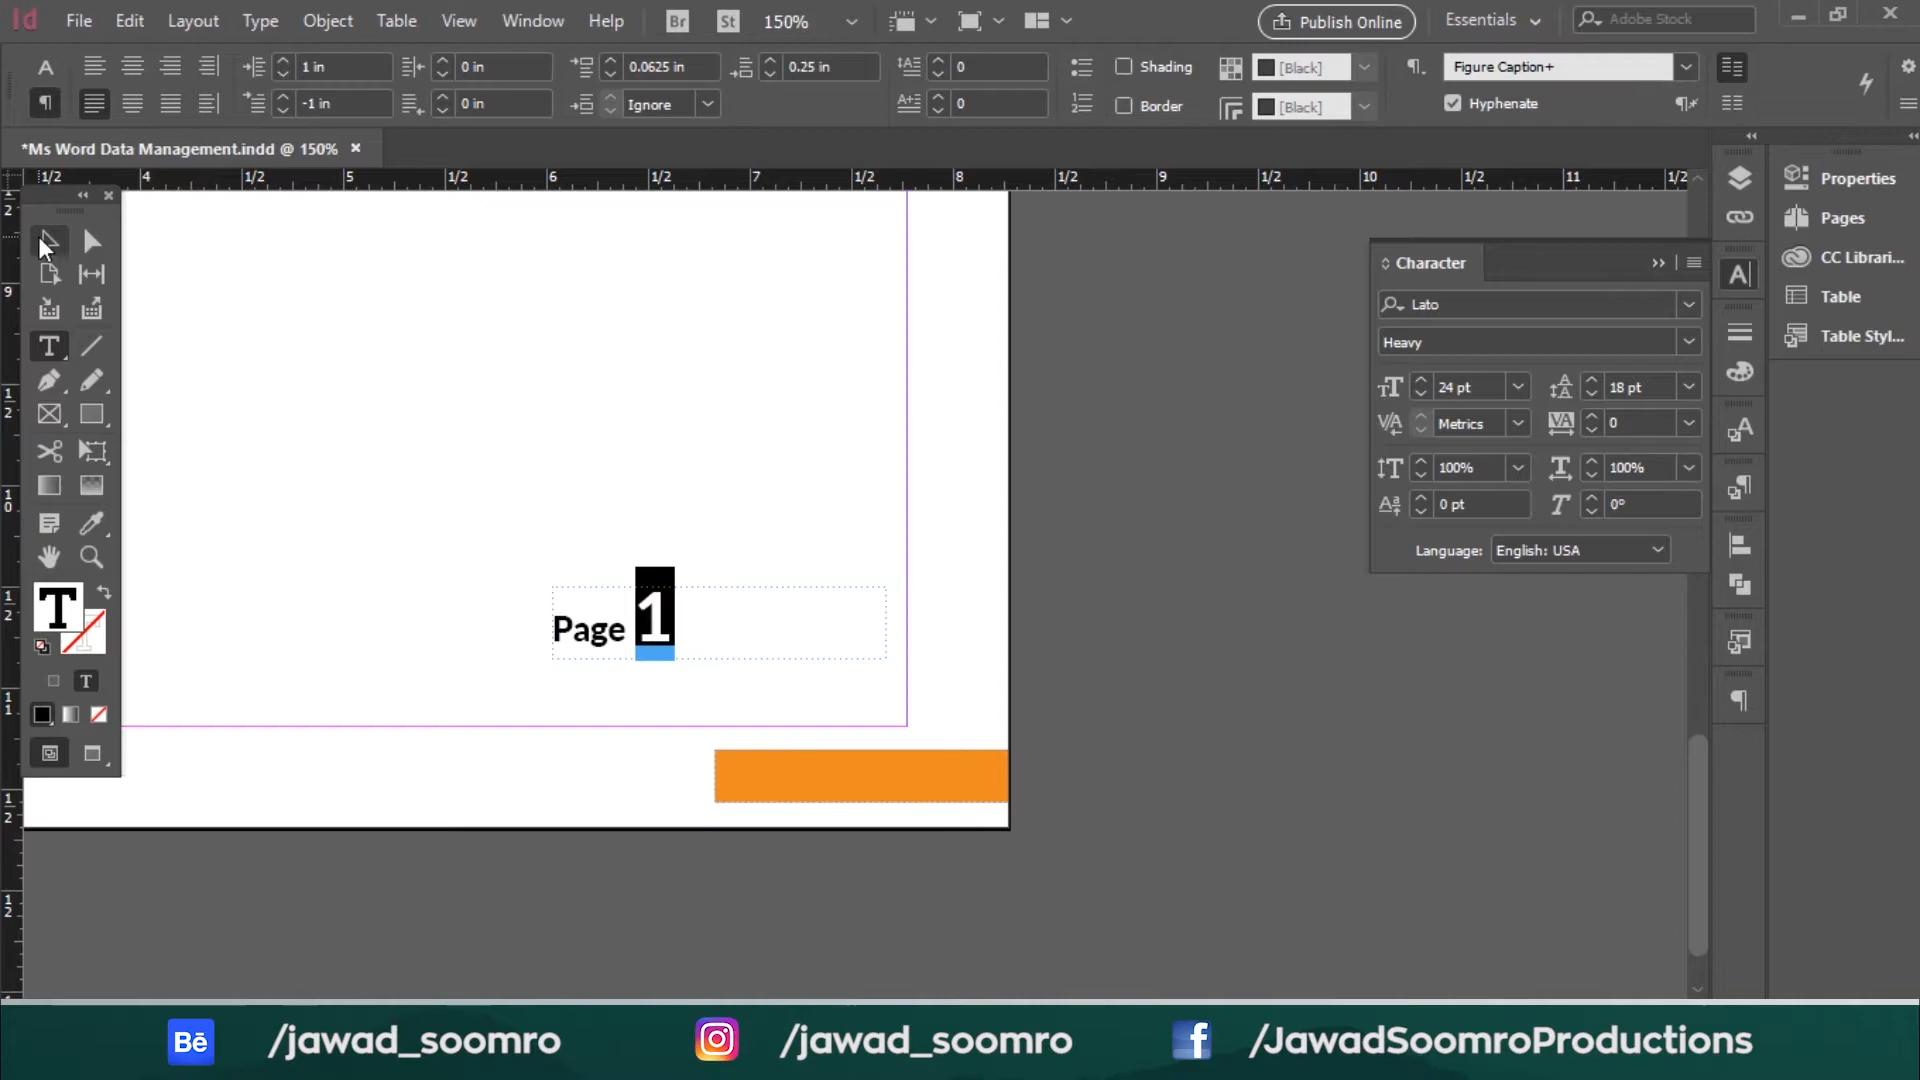 Id File Edit Layout Type Object Table View Window Help Br St 150% Publish Online Essentials Adobe Stock
A 1 in 0 in 0.0625 in 0.25 in 0 Shading [Black] Figure Caption+
-1 in 0 in Ignore 0 Border [Black] Hyphenate
*Ms Word Data Management.indd @ 150%
1/2 4 1/2 5 1/2 6 1/2 7 1/2 8 1/2 9 1/2 10 1/2 11 1/2
Properties
Pages
CC Librari...
Table
Table Styl...
Character
Lato
Heavy
24 pt 18 pt
Metrics 0
100% 100%
0 pt 0°
Language: English: USA
Page 1
Bē /jawad_soomro /jawad_soomro f /JawadSoomroProductions